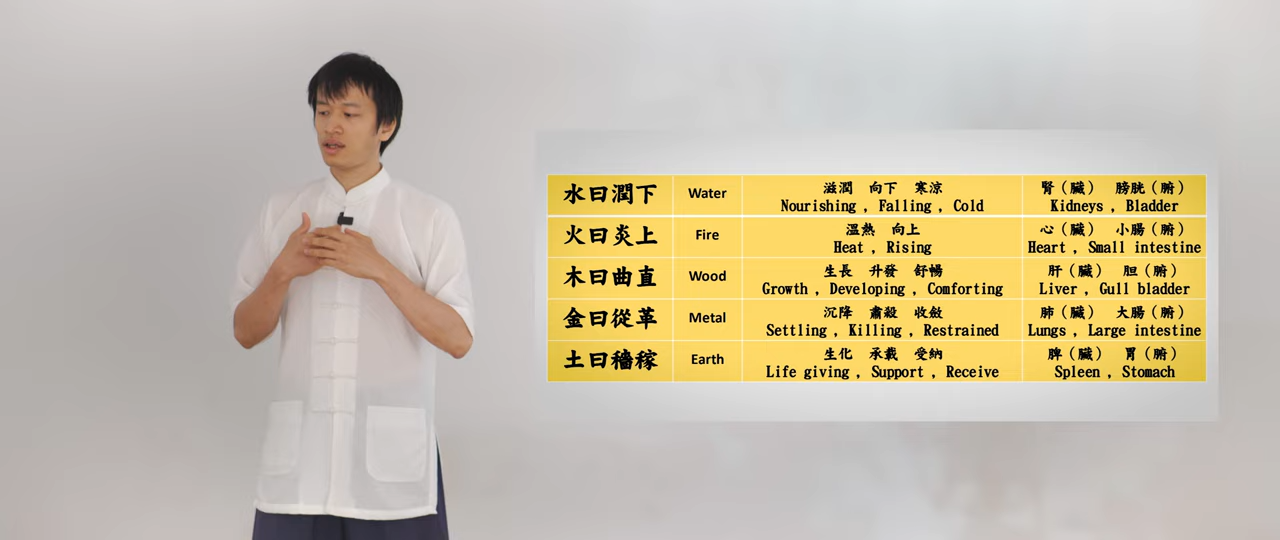 水曰潤下
Water
滋潤 向下 寒涼
Nourishing , Falling , Cold
腎（臟） 膀胱（腑）
Kidneys , Bladder
火曰炎上
Fire
溫熱 向上
Heat , Rising
心（臟） 小腸（腑）
Heart , Small intestine
木曰曲直
Wood
生長 升發 舒暢
Growth , Developing , Comforting
肝（臟） 胆（腑）
Liver , Gull bladder
金曰從革
Metal
沉降 肅殺 收斂
Settling , Killing , Restrained
肺（臟） 大腸（腑）
Lungs , Large intestine
土曰穡稼
Earth
生化 承載 受納
Life giving , Support , Receive
脾（臟） 胃（腑）
Spleen , Stomach